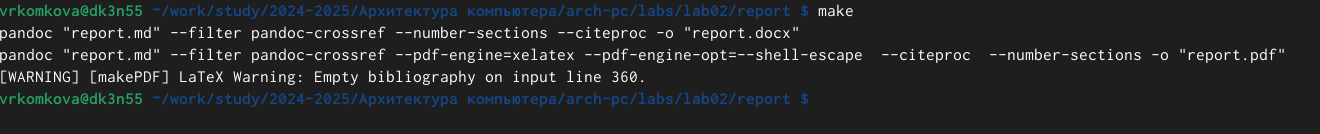 vrkomkova@dk3n55 ~/work/study/2024-2025/Архитектура компьютера/arch-pc/labs/lab02/report $ make
pandoc "report.md" --filter pandoc-crossref --number-sections --citeproc -o "report.docx"
pandoc "report.md" --filter pandoc-crossref --pdf-engine=xelatex --pdf-engine-opt=--shell-escape  --citeproc  --number-sections -o "report.pdf"
[WARNING] [makePDF] LaTeX Warning: Empty bibliography on input line 360.
vrkomkova@dk3n55 ~/work/study/2024-2025/Архитектура компьютера/arch-pc/labs/lab02/report $